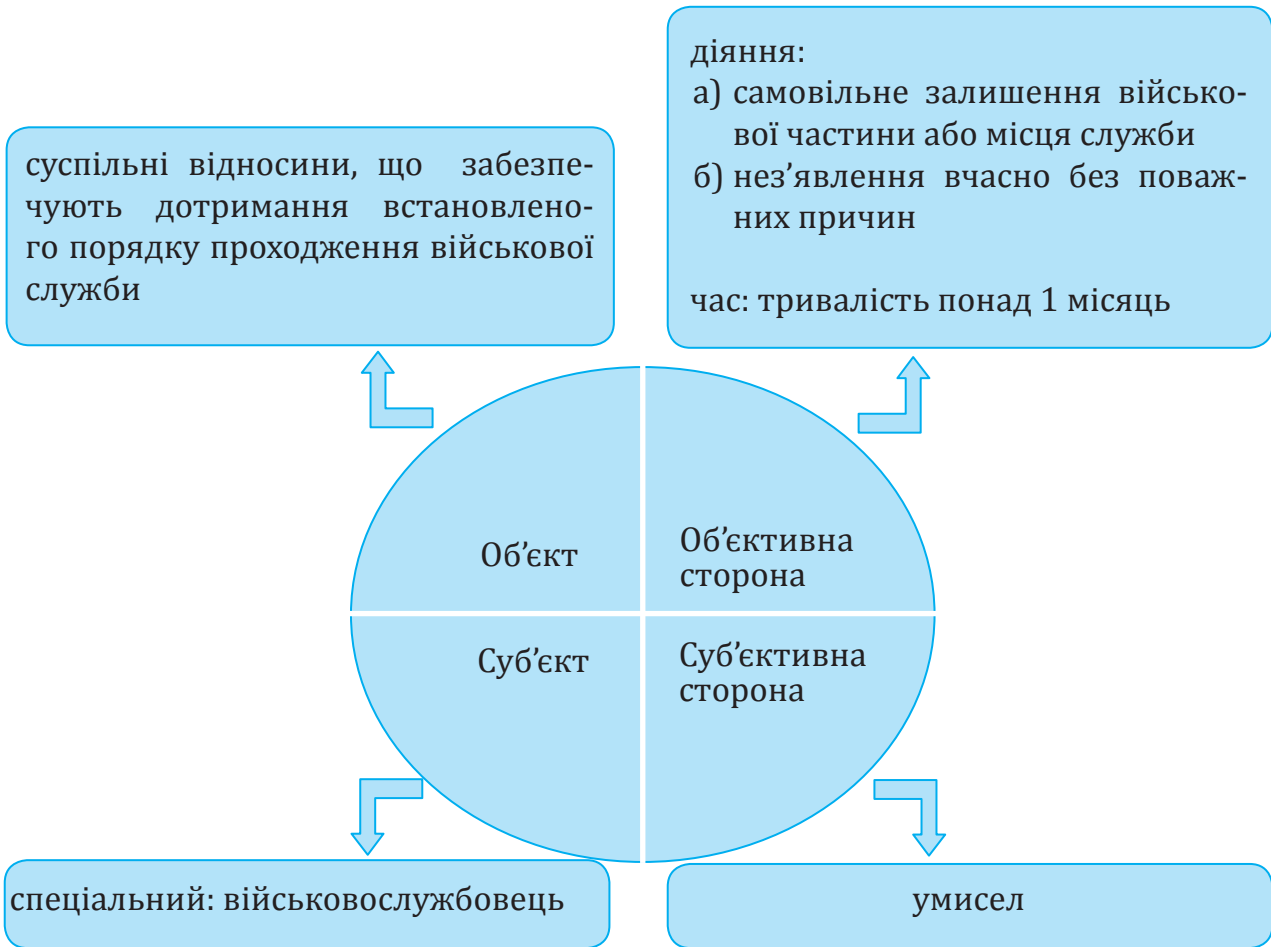 суспільні відносини, що забезпе-
чують дотримання встановлено-
го порядку проходження військової
служби
діяння:
а) самовільне залишення військо-
вої частини або місця служби
б) нез'явлення вчасно без поваж-
них причин
час: тривалість понад 1 місяць
Об’єкт
Об’єктивна
сторона
Суб’єкт
Суб’єктивна
сторона
спеціальний: військовослужбовець
умисел